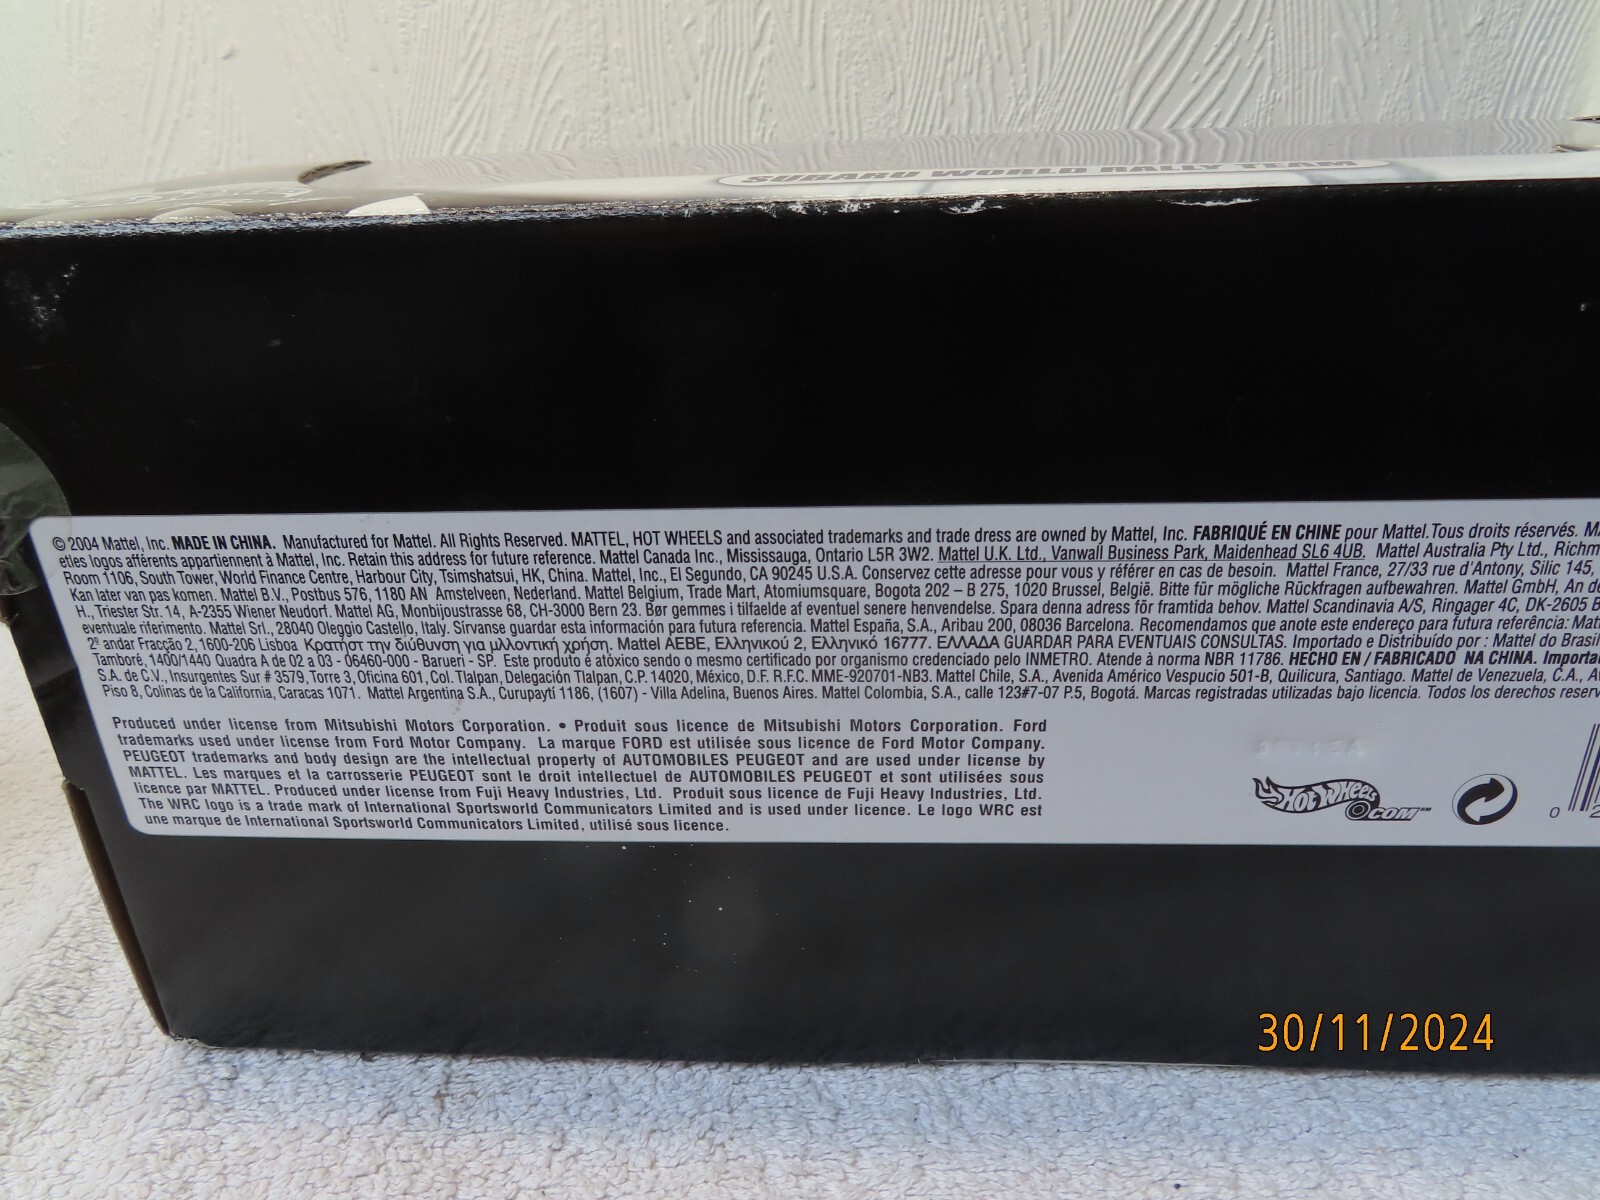 SUBARU WORLD RALLY TEAM
© 2004 Mattel, Inc. MADE IN CHINA. Manufactured for Mattel. All Rights Reserved. MATTEL, HOT WHEELS and associated trademarks and trade dress are owned by Mattel, Inc. FABRIQUÉ EN CHINE pour Mattel.Tous droits réservés.
etles logos afférents appartiennent à Mattel, Inc. Retain this address for future reference. Mattel Canada Inc., Mississauga, Ontario L5R 3W2. Mattel U.K. Ltd., Vanwall Business Park, Maidenhead SL6 4UB. Mattel Australia Pty Ltd.,
Room 1106, South Tower, World Finance Centre, Harbour City, Tsimshatsui, HK, China. Mattel, Inc., El Segundo, CA 90245 U.S.A. Conservez cette adresse pour vous y référer en cas de besoin. Mattel France, 27/33 rue d'Antony, Silic 145,
Kan later van pas komen. Mattel B.V., Postbus 576, 1180 AN Amstelveen, Nederland. Mattel Belgium, Trade Mart, Atomiumsquare, Bogota 202 – B 275, 1020 Brussel, België. Bitte für mögliche Rückfragen aufbewahren. Mattel GmbH, An de
H., Triester Str. 14, A-2355 Wiener Neudorf. Mattel AG, Monbijoustrasse 68, CH-3000 Bern 23. Bør gemmes i tilfaelde af eventuel senere henvendelse. Spara denna adress för framtida behov. Mattel Scandinavia A/S, Ringager 4C, DK-2605 B
eventuale riferimento. Mattel Srl., 28040 Oleggio Castello, Italy. Sírvanse guardar esta información para futura referencia. Mattel España, S.A., Aribau 200, 08036 Barcelona. Recomendamos que anote este endereço para futura referência:
2º andar Fracção 2, 1600-206 Lisboa Κρατήστ την διύθυνση για μλλοντική χρήση. Mattel AEBE, Ελληνικού 2, Ελληνικό 16777. ΕΛΛΑΔΑ GUARDAR PARA EVENTUAIS CONSULTAS. Importado e Distribuído por : Mattel do Brasil
Tamboré, 1400/1440 Quadra A de 02 a 03 - 06460-000 - Barueri - SP. Este produto é atóxico sendo o mesmo certificado por organismo credenciado pelo INMETRO. Atende à norma NBR 11786. HECHO EN / FABRICADO NA CHINA.
S.A. de C.V., Insurgentes Sur # 3579, Torre 3, Oficina 601, Col. Tlalpan, Delegación Tlalpan, C.P. 14020, México, D.F. R.F.C. MME-920701-NB3. Mattel Chile, S.A., Avenida Américo Vespucio 501-B, Quilicura, Santiago. Mattel de Venezuela, C.A.,
Piso 8, Colinas de la California, Caracas 1071. Mattel Argentina S.A., Curupaytí 1186, (1607) - Villa Adelina, Buenos Aires. Mattel Colombia, S.A., calle 123#7-07 P.5, Bogotá. Marcas registradas utilizadas bajo licencia. Todos los derechos
Produced under license from Mitsubishi Motors Corporation. • Produit sous licence de Mitsubishi Motors Corporation. Ford
trademarks used under license from Ford Motor Company. La marque FORD est utilisée sous licence de Ford Motor Company.
PEUGEOT trademarks and body design are the intellectual property of AUTOMOBILES PEUGEOT and are used under license by
MATTEL. Les marques et la carrosserie PEUGEOT sont le droit intellectuel de AUTOMOBILES PEUGEOT et sont utilisées sous
licence par MATTEL. Produced under license from Fuji Heavy Industries, Ltd. Produit sous licence de Fuji Heavy Industries, Ltd.
The WRC logo is a trade mark of International Sportsworld Communicators Limited and is used under licence. Le logo WRC est
une marque de International Sportsworld Communicators Limited, utilisé sous licence.
HOT WHEELS
.COM™
0 2
30/11/2024